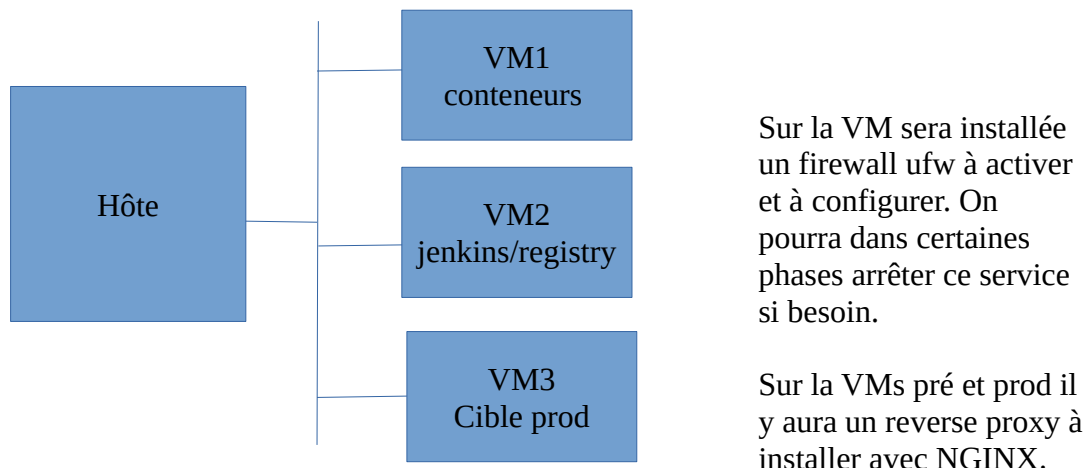 Hôte
VM1
conteneurs
VM2
jenkins/registry
VM3
Cible prod
Sur la VM sera installée
un firewall ufw à activer
et à configurer. On
pourra dans certaines
phases arrêter ce service
si besoin.
Sur la VMs pré et prod il
y aura un reverse proxy à
installer avec NGINX.